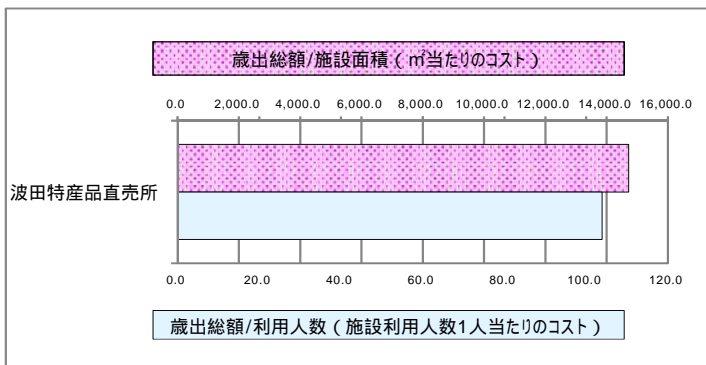 歳出総額/施設面積(㎡当たりのコスト)
0.0 2,000.0 4,000.0 6,000.0 8,000.0 10,000.0 12,000.0 14,000.0 16,000.0
波田特産品直売所
0.0 20.0 40.0 60.0 80.0 100.0 120.0
歳出総額/利用人数(施設利用人数1人当たりのコスト)